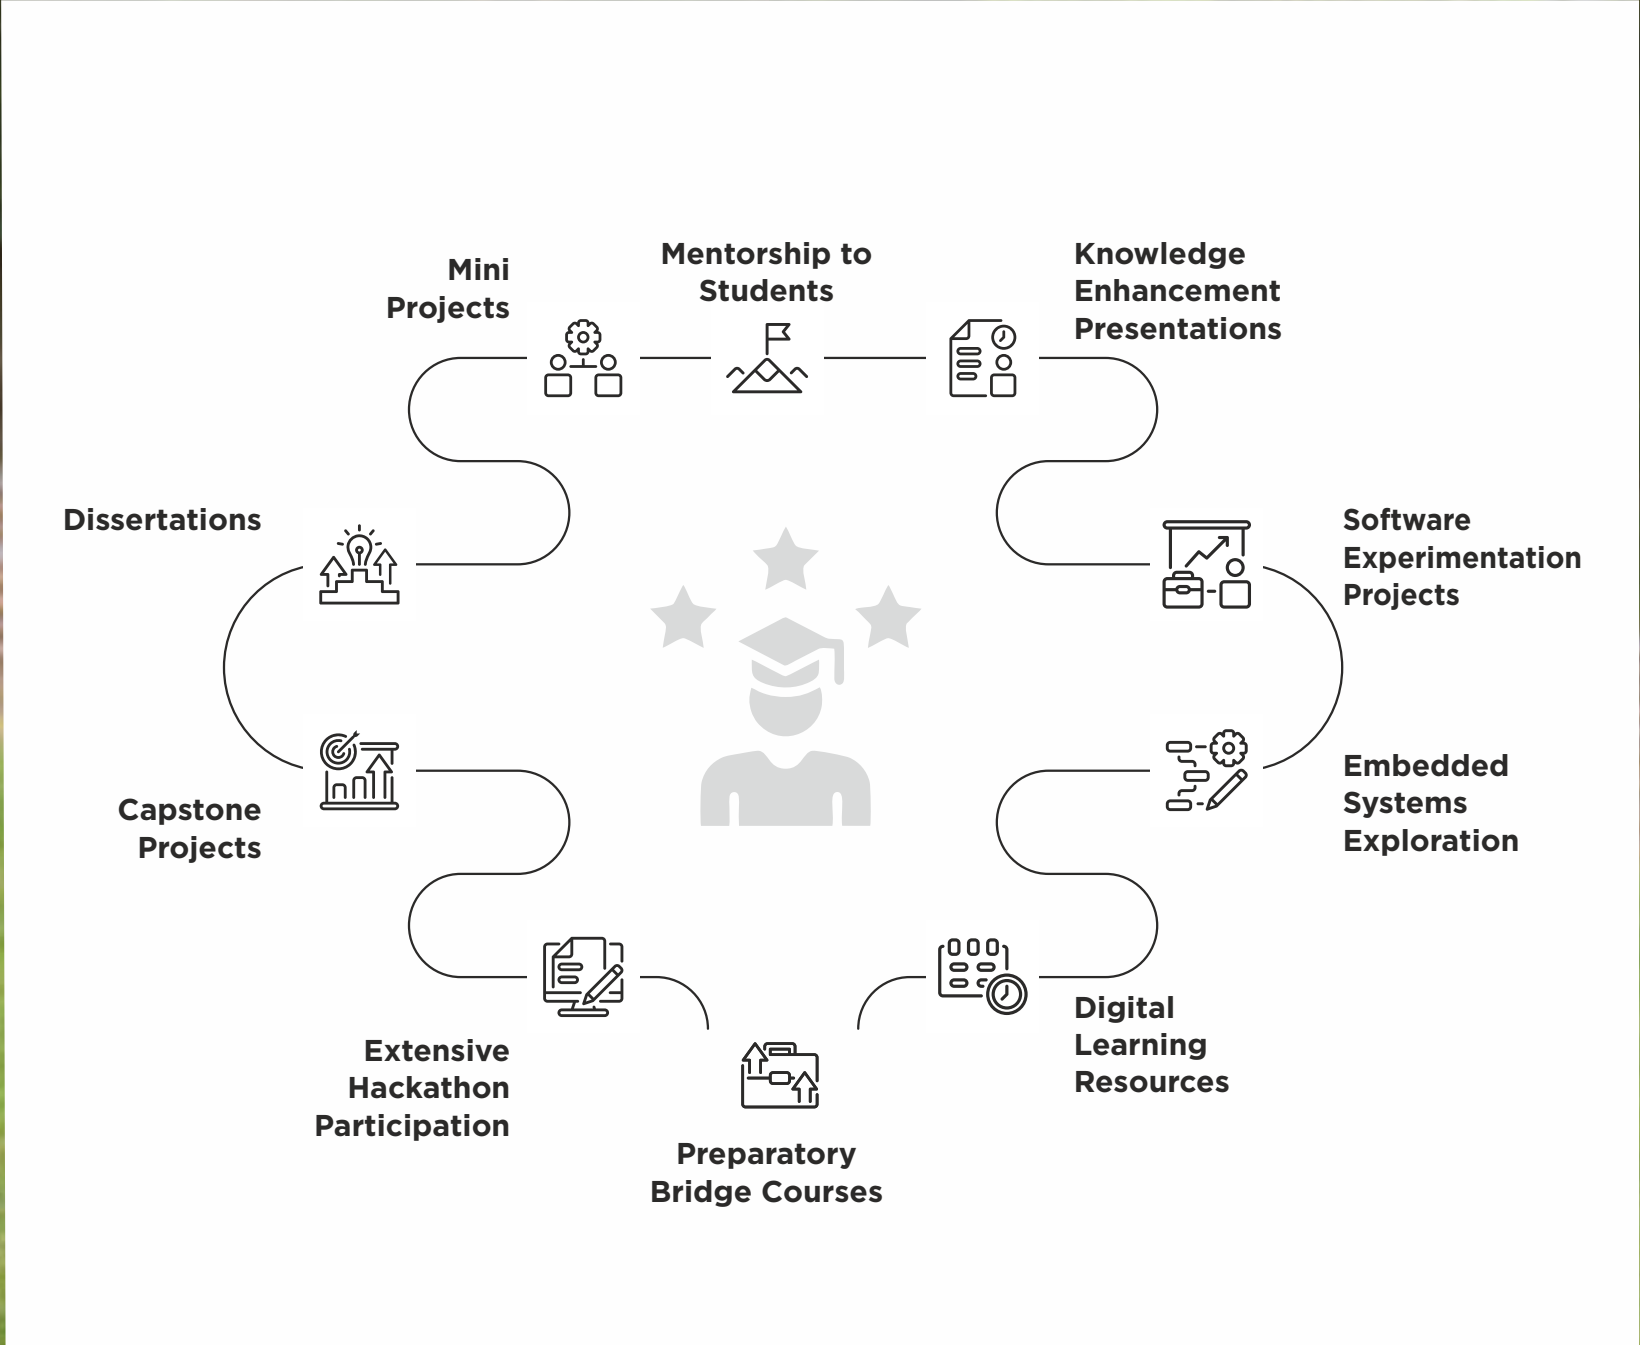 Mini
Projects
Mentorship to
Students
Knowledge
Enhancement
Presentations
Dissertations
Software
Experimentation
Projects
Capstone
Projects
Embedded
Systems
Exploration
Extensive
Hackathon
Participation
Digital
Learning
Resources
Preparatory
Bridge Courses